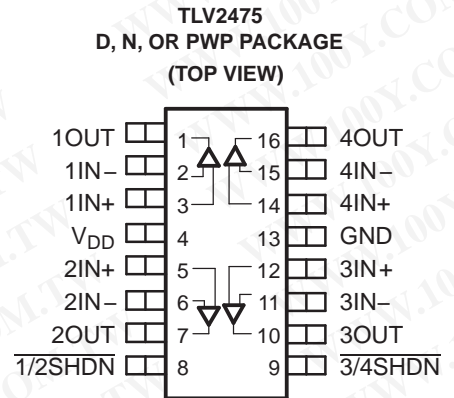 TLV2475
D, N, OR PWP PACKAGE
(TOP VIEW)
1OUT 1 16 4OUT
1IN− 2 15 4IN−
1IN+ 3 14 4IN+
VDD 4 13 GND
2IN+ 5 12 3IN+
2IN− 6 11 3IN−
2OUT 7 10 3OUT
1/2SHDN 8 9 3/4SHDN